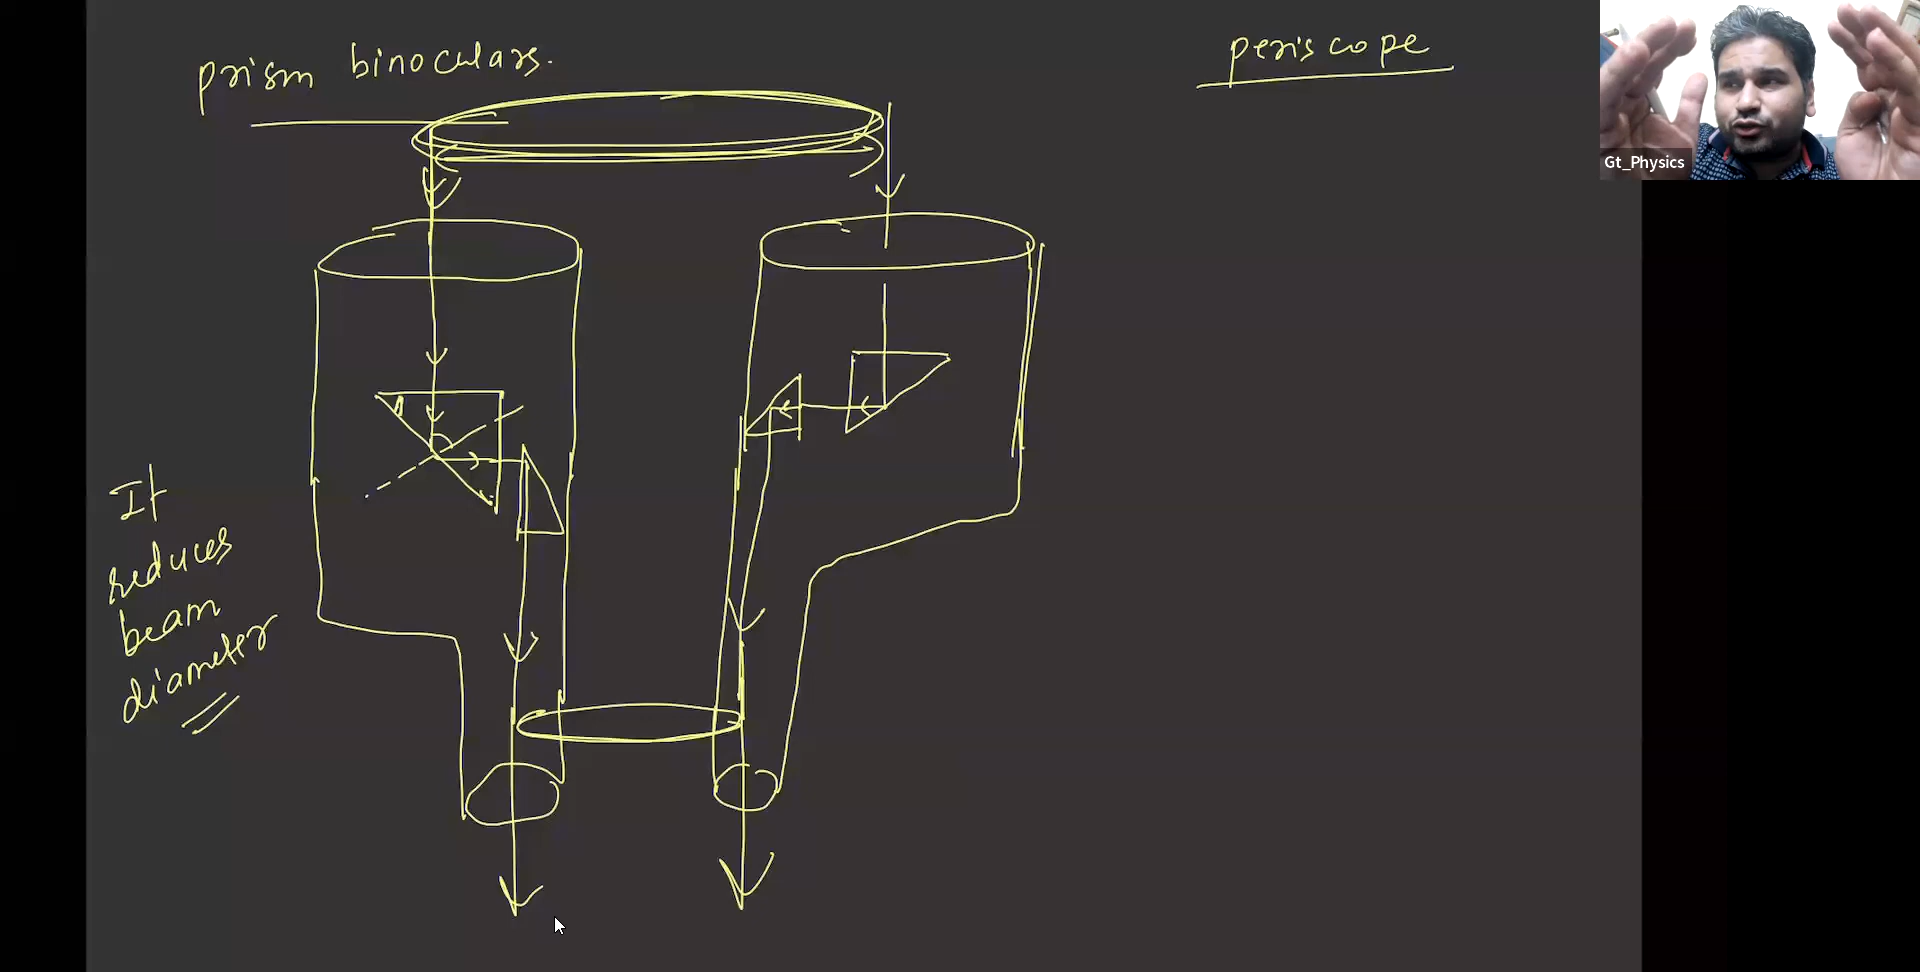 prism binoculars.
periscope
Gt_Physics
It
reduces
beam
diameter